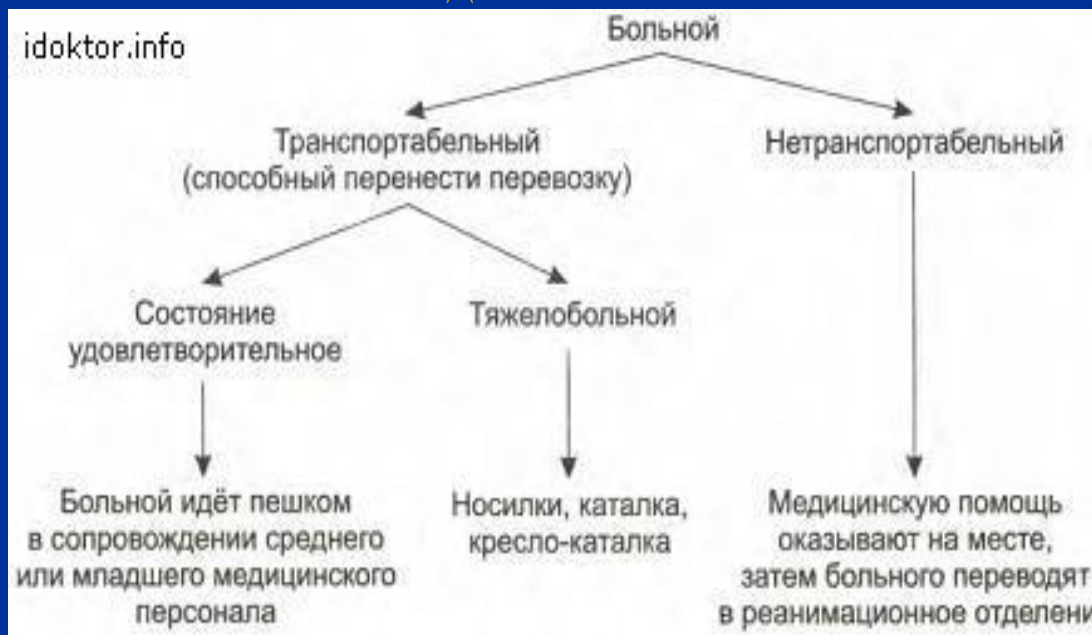 idoktor.info
Больной
Транспортабельный
(способный перенести перевозку)
Нетранспортабельный
Состояние
удовлетворительное
Тяжелобольной
Больной идёт пешком
в сопровождении среднего
или младшего медицинского
персонала
Носилки, каталка,
кресло-каталка
Медицинскую помощь
оказывают на месте,
затем больного переводят
в реанимационное отделени